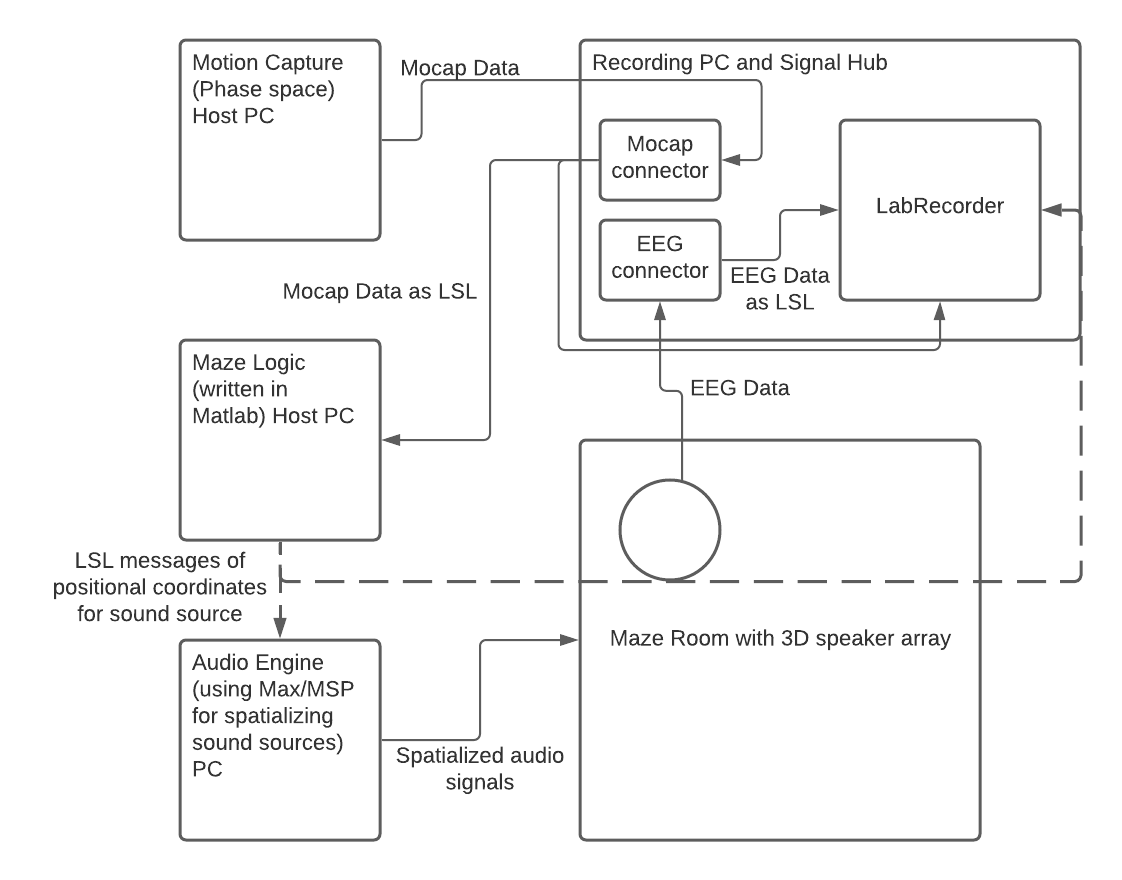 Motion Capture
(Phase space)
Host PC
Mocap Data
Recording PC and Signal Hub
Mocap
connector
LabRecorder
EEG
connector
EEG Data
as LSL
Mocap Data as LSL
Maze Logic
(written in
Matlab) Host PC
EEG Data
LSL messages of
positional coordinates
for sound source
Maze Room with 3D speaker array
Audio Engine
(using Max/MSP
for spatializing
sound sources)
PC
Spatialized audio
signals